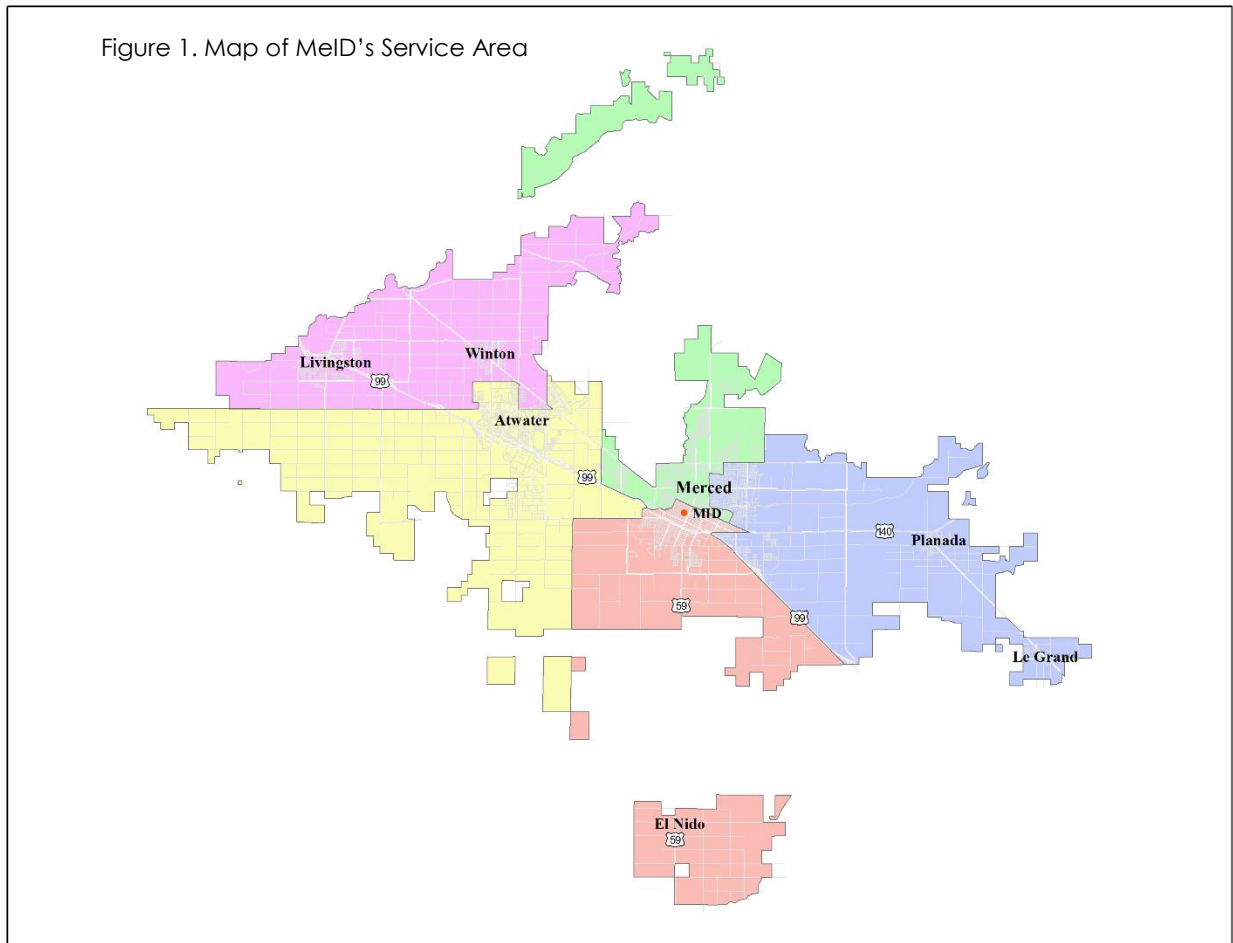 Figure 1. Map of MeID's Service Area
Livingston
Winton
99
Atwater
99
Merced
MID
140
Planada
59
99
Le Grand
El Nido
59